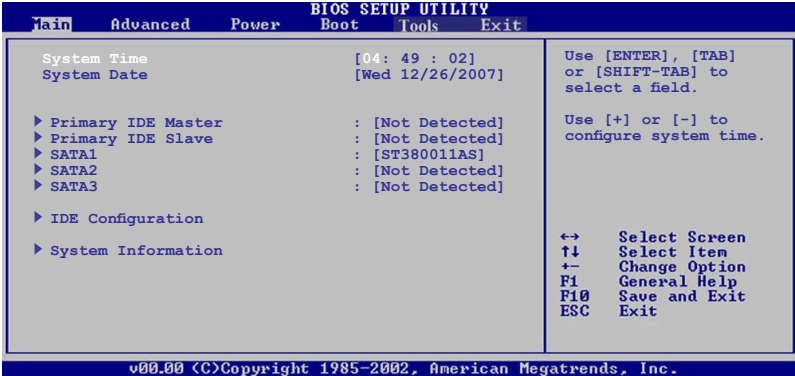 BIOS SETUP UTILITY
Main Advanced Power Boot Tools Exit
System Time [04: 49 : 02]
System Date [Wed 12/26/2007]
Primary IDE Master : [Not Detected]
Primary IDE Slave : [Not Detected]
SATA1 : [ST380011AS]
SATA2 : [Not Detected]
SATA3 : [Not Detected]
IDE Configuration
System Information
Use [ENTER], [TAB]
or [SHIFT-TAB] to
select a field.
Use [+] or [-] to
configure system time.
←→ Select Screen
↑↓ Select Item
+- Change Option
F1 General Help
F10 Save and Exit
ESC Exit
v00.00 (C)Copyright 1985-2002, American Megatrends, Inc.